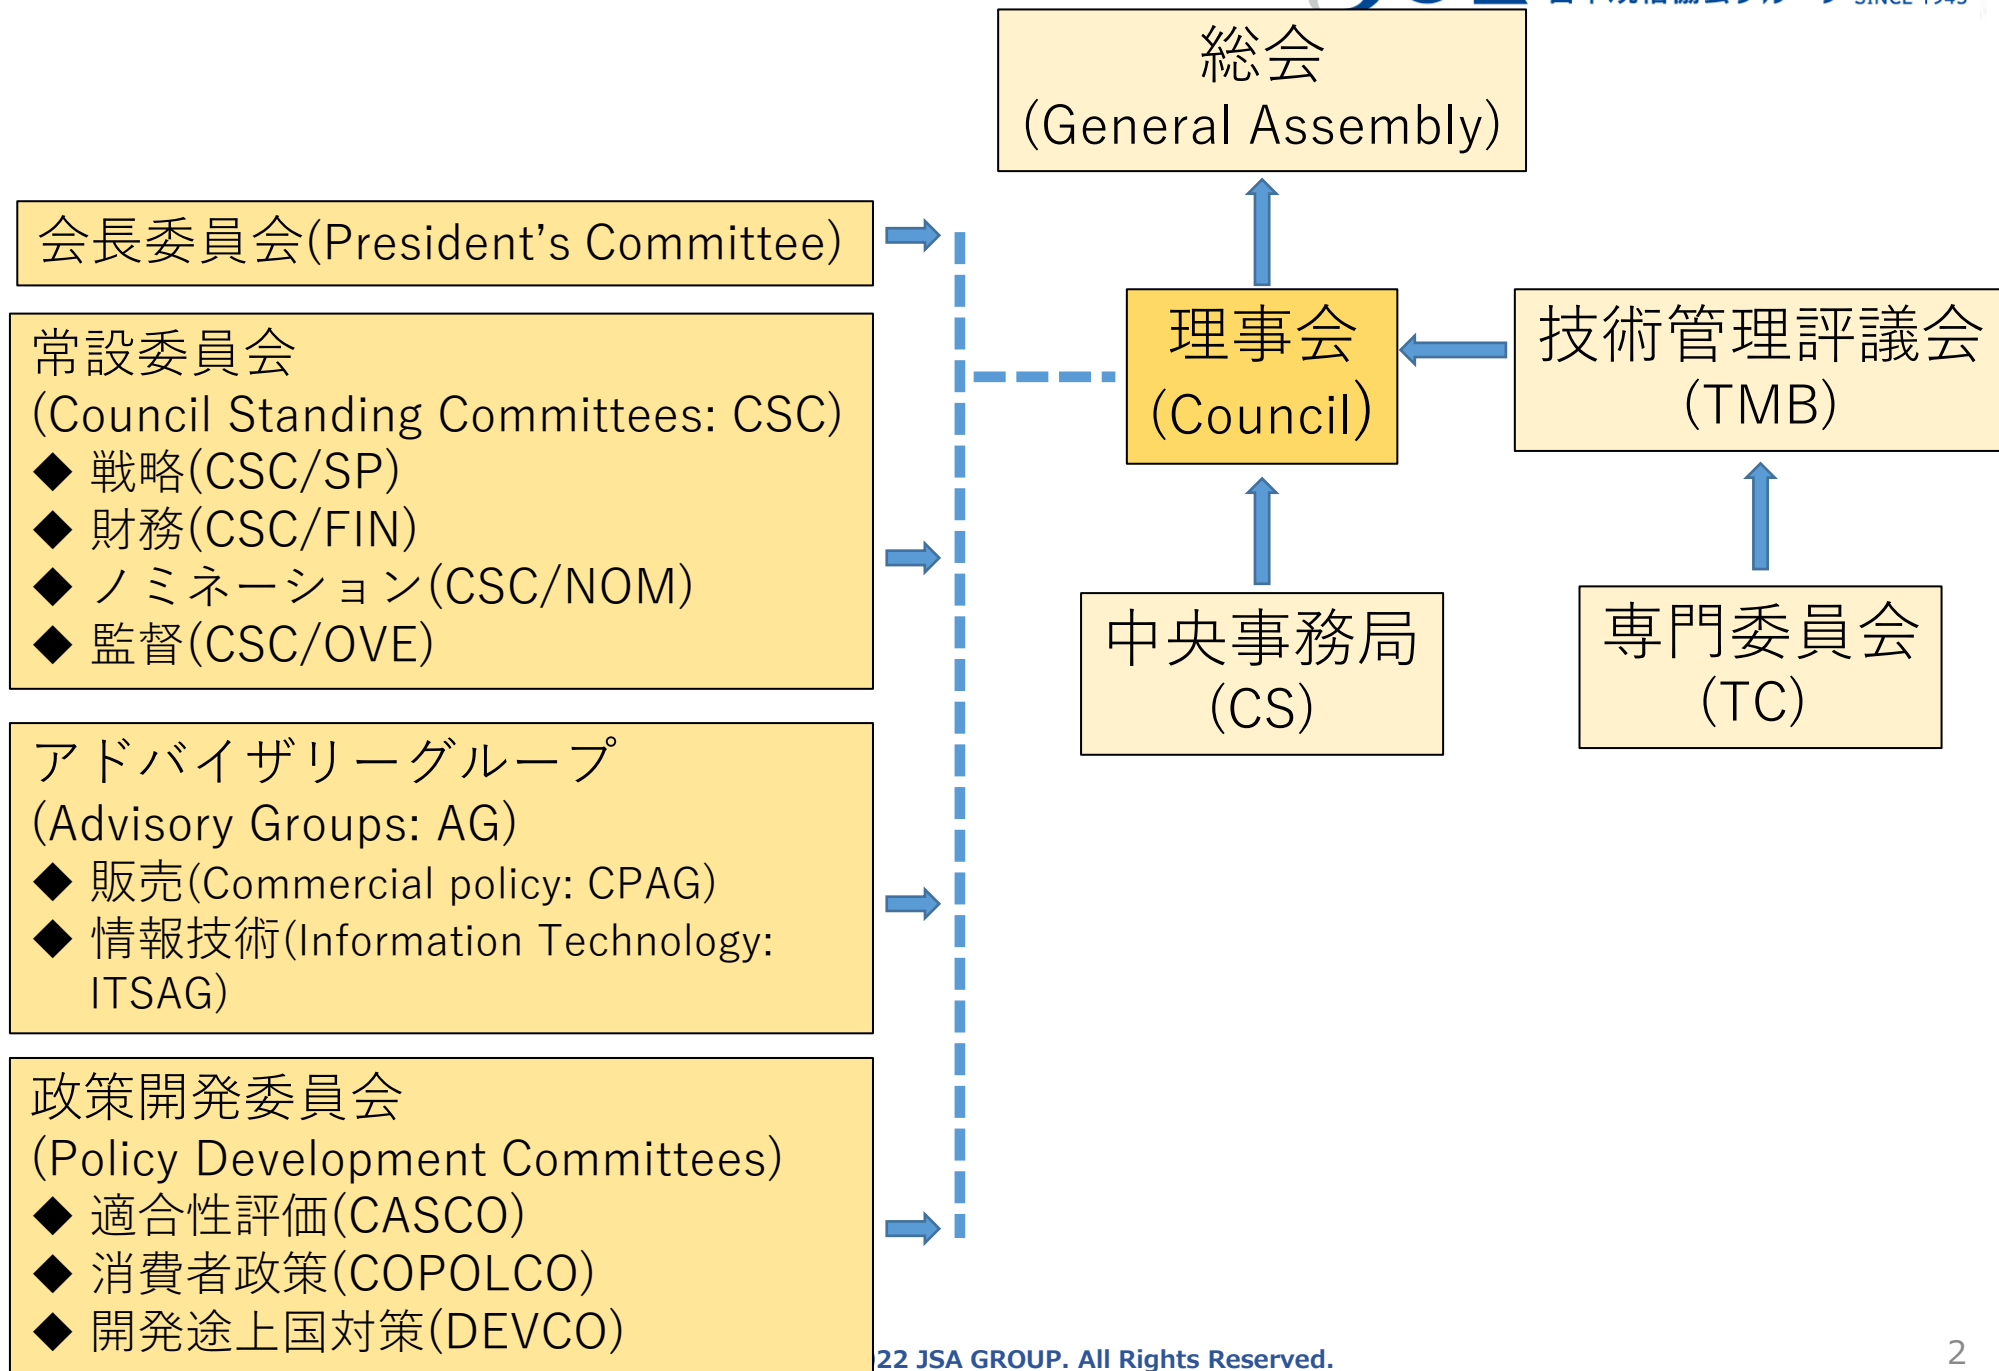 SINCE 1945
総会
(General Assembly)
会長委員会(President’s Committee)
常設委員会
(Council Standing Committees: CSC)
◆ 戦略(CSC/SP)
◆ 財務(CSC/FIN)
◆ ノミネーション(CSC/NOM)
◆ 監督(CSC/OVE)
アドバイザリーグループ
(Advisory Groups: AG)
◆ 販売(Commercial policy: CPAG)
◆ 情報技術(Information Technology:
ITSAG)
政策開発委員会
(Policy Development Committees)
◆ 適合性評価(CASCO)
◆ 消費者政策(COPOLCO)
◆ 開発途上国対策(DEVCO)
理事会
(Council)
技術管理評議会
(TMB)
中央事務局
(CS)
専門委員会
(TC)
22 JSA GROUP. All Rights Reserved.
2